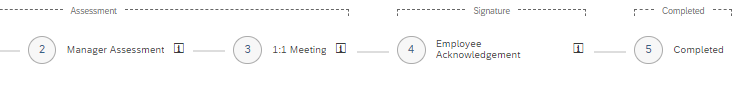 Assessment
Signature
Completed
2 Manager Assessment
3 1:1 Meeting
4 Employee
Acknowledgement
5 Completed